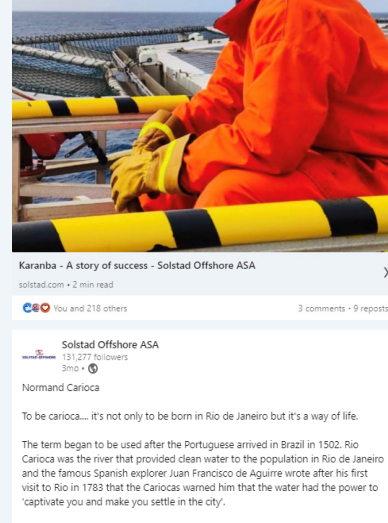 Karanba - A story of success - Solstad Offshore ASA
solstad.com • 2 min read
You and 218 others
3 comments • 9 reposts
Solstad Offshore ASA
SOLSTAD OFFSHORE
131,277 followers
3mo •
Normand Carioca
To be carioca.... it's not only to be born in Rio de Janeiro but it's a way of life.
The term began to be used after the Portuguese arrived in Brazil in 1502. Rio
Carioca was the river that provided clean water to the population in Rio de Janeiro
and the famous Spanish explorer Juan Francisco de Aguirre wrote after his first
visit to Rio in 1783 that the Cariocas warned him that the water had the power to
'captivate you and make you settle in the city'.